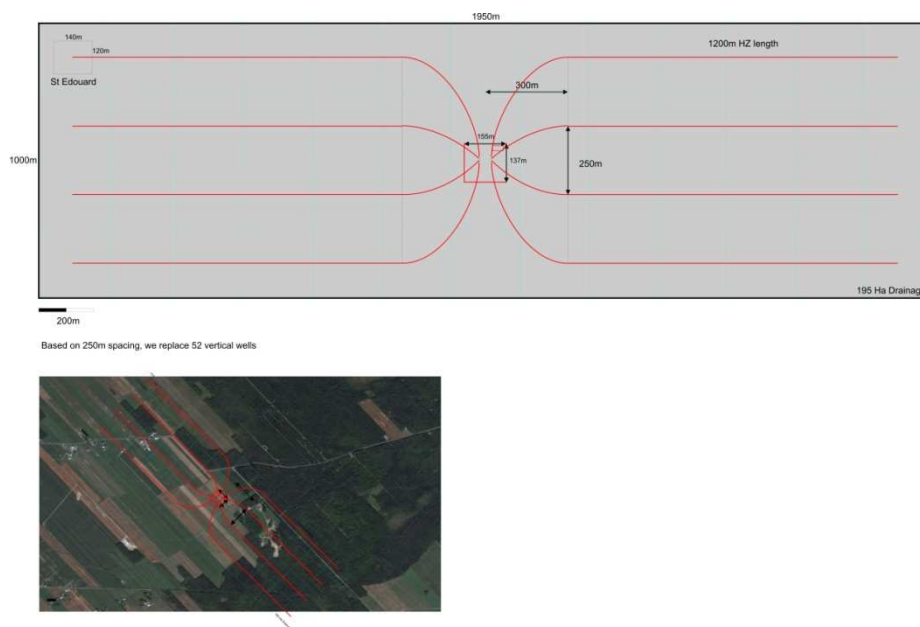 1950m
140m
120m
St Edouard
1200m HZ length
300m
155m
137m
1000m
250m
195 Ha Drainag
200m
Based on 250m spacing, we replace 52 vertical wells